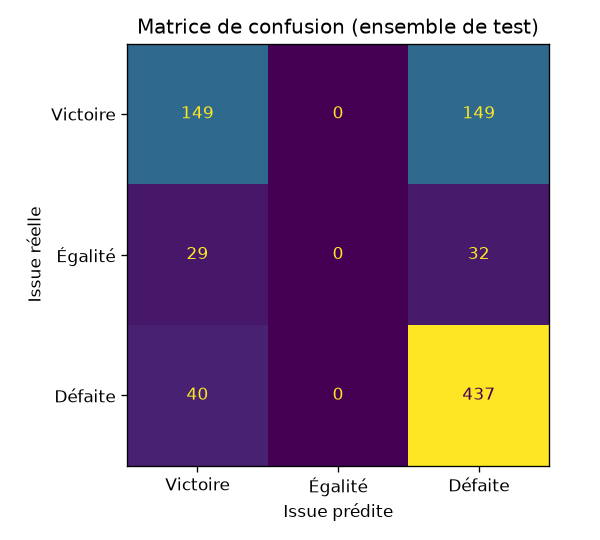 Matrice de confusion (ensemble de test)
Victoire 149 0 149
Égalité 29 0 32
Défaite 40 0 437
Issue réelle
Victoire Égalité Défaite
Issue prédite